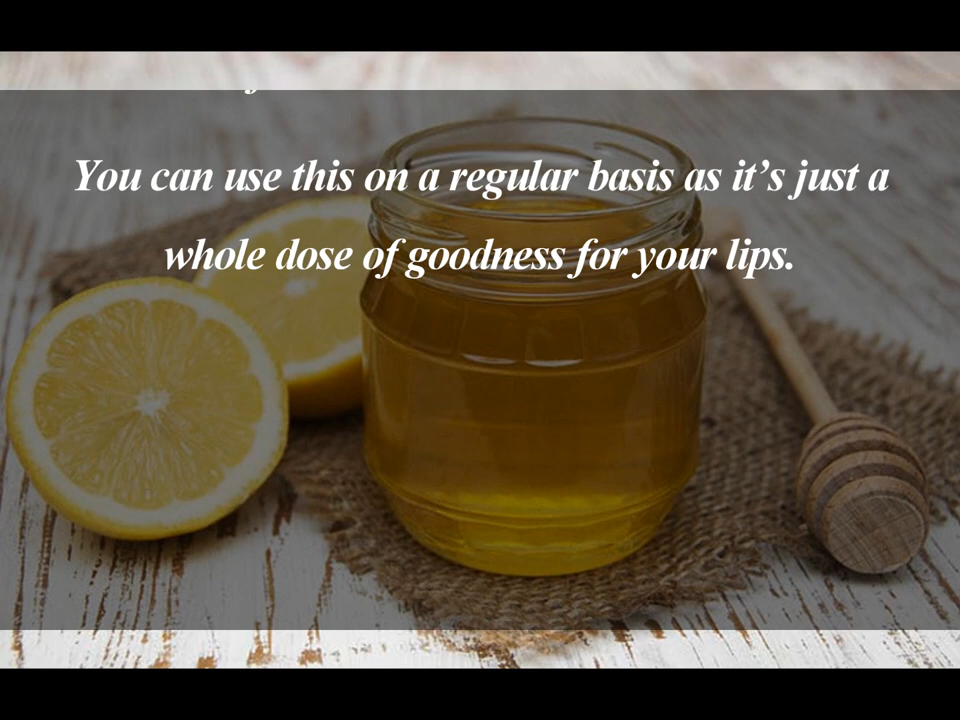 You can use this on a regular basis as it’s just a
whole dose of goodness for your lips.